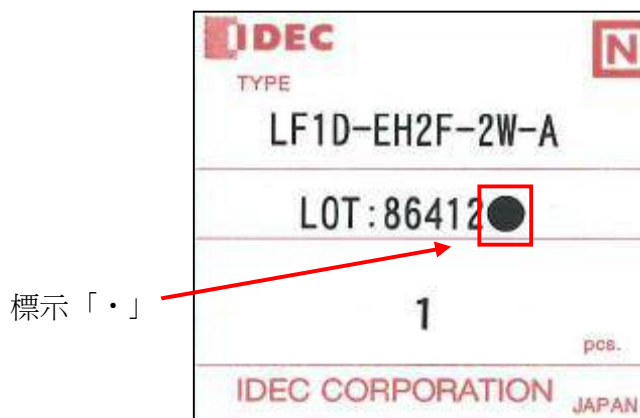 IDEC
N
TYPE
LF1D-EH2F-2W-A
LOT:86412●
標示「・」
1
pcs.
IDEC CORPORATION
JAPAN